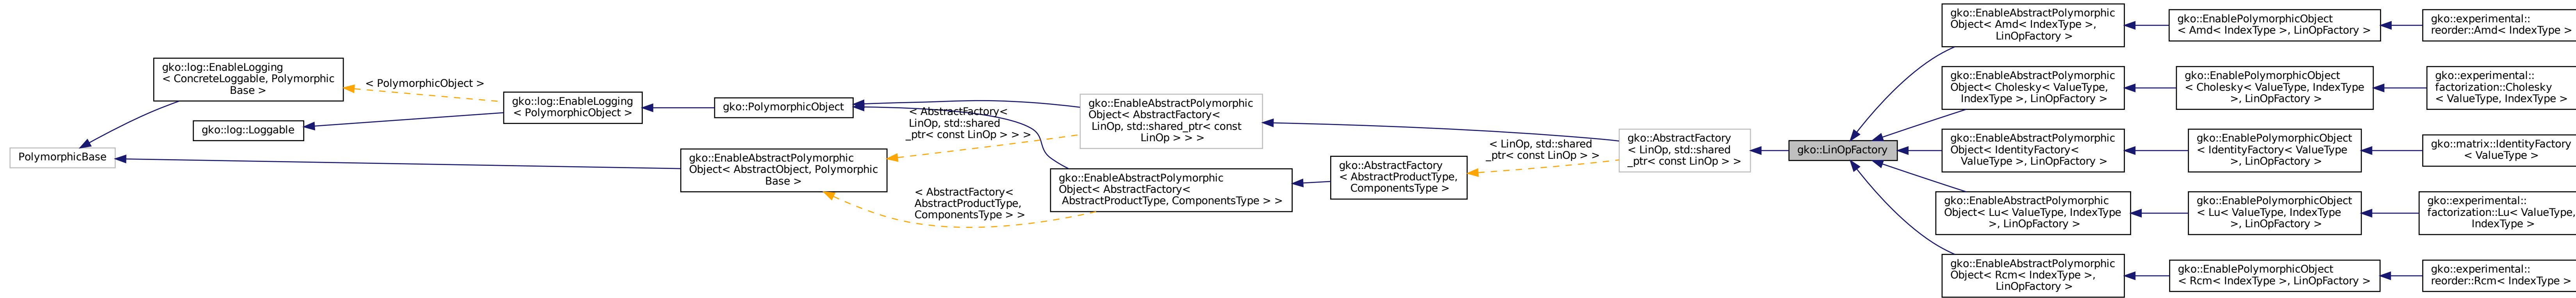 PolymorphicBase
gko::log::EnableLogging
< ConcreteLoggable, Polymorphic
Base >
gko::log::Loggable
< PolymorphicObject >
gko::log::EnableLogging
< PolymorphicObject >
gko::EnableAbstractPolymorphic
Object< AbstractObject, Polymorphic
Base >
gko::PolymorphicObject
< AbstractFactory<
LinOp, std::shared
_ptr< const LinOp > > >
< AbstractFactory<
AbstractProductType,
ComponentsType > >
gko::EnableAbstractPolymorphic
Object< AbstractFactory<
LinOp, std::shared_ptr< const
LinOp > > >
gko::EnableAbstractPolymorphic
Object< AbstractFactory<
AbstractProductType, ComponentsType > >
gko::AbstractFactory
< AbstractProductType,
ComponentsType >
< LinOp, std::shared
_ptr< const LinOp > >
gko::AbstractFactory
< LinOp, std::shared
_ptr< const LinOp > >
gko::LinOpFactory
gko::EnableAbstractPolymorphic
Object< Amd< IndexType >,
LinOpFactory >
gko::EnablePolymorphicObject
< Amd< IndexType >, LinOpFactory >
gko::experimental::
reorder::Amd< IndexType >
gko::EnableAbstractPolymorphic
Object< Cholesky< ValueType,
IndexType >, LinOpFactory >
gko::EnablePolymorphicObject
< Cholesky< ValueType, IndexType
>, LinOpFactory >
gko::experimental::
factorization::Cholesky
< ValueType, IndexType >
gko::EnableAbstractPolymorphic
Object< IdentityFactory<
ValueType >, LinOpFactory >
gko::EnablePolymorphicObject
< IdentityFactory< ValueType
>, LinOpFactory >
gko::matrix::IdentityFactory
< ValueType >
gko::EnableAbstractPolymorphic
Object< Lu< ValueType, IndexType
>, LinOpFactory >
gko::EnablePolymorphicObject
< Lu< ValueType, IndexType
>, LinOpFactory >
gko::experimental::
factorization::Lu< ValueType,
IndexType >
gko::EnableAbstractPolymorphic
Object< Rcm< IndexType >,
LinOpFactory >
gko::EnablePolymorphicObject
< Rcm< IndexType >, LinOpFactory >
gko::experimental::
reorder::Rcm< IndexType >